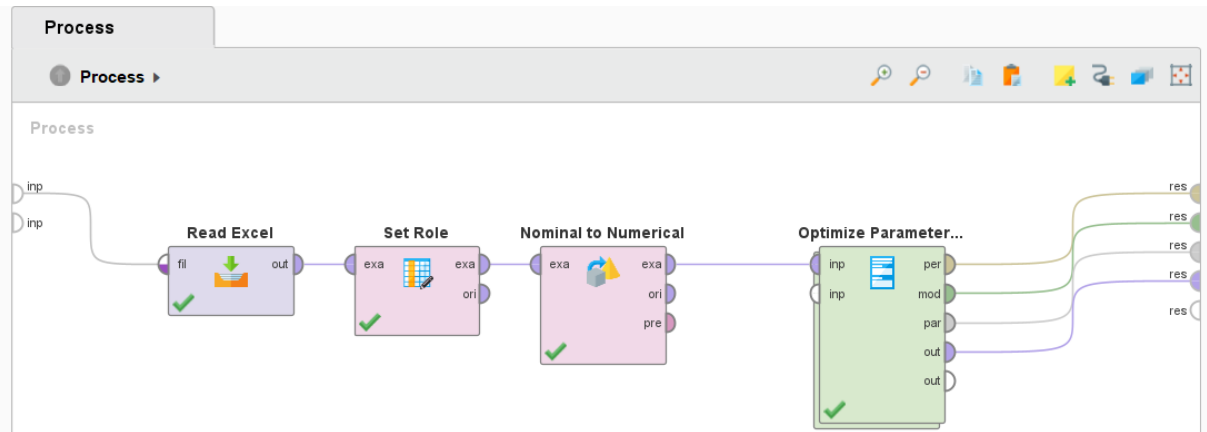 Process
Process
Process
inp
inp
Read Excel
fil
out
Set Role
exa
exa
ori
Nominal to Numerical
exa
exa
ori
pre
Optimize Parameter...
inp
inp
per
mod
par
out
out
res
res
res
res
res